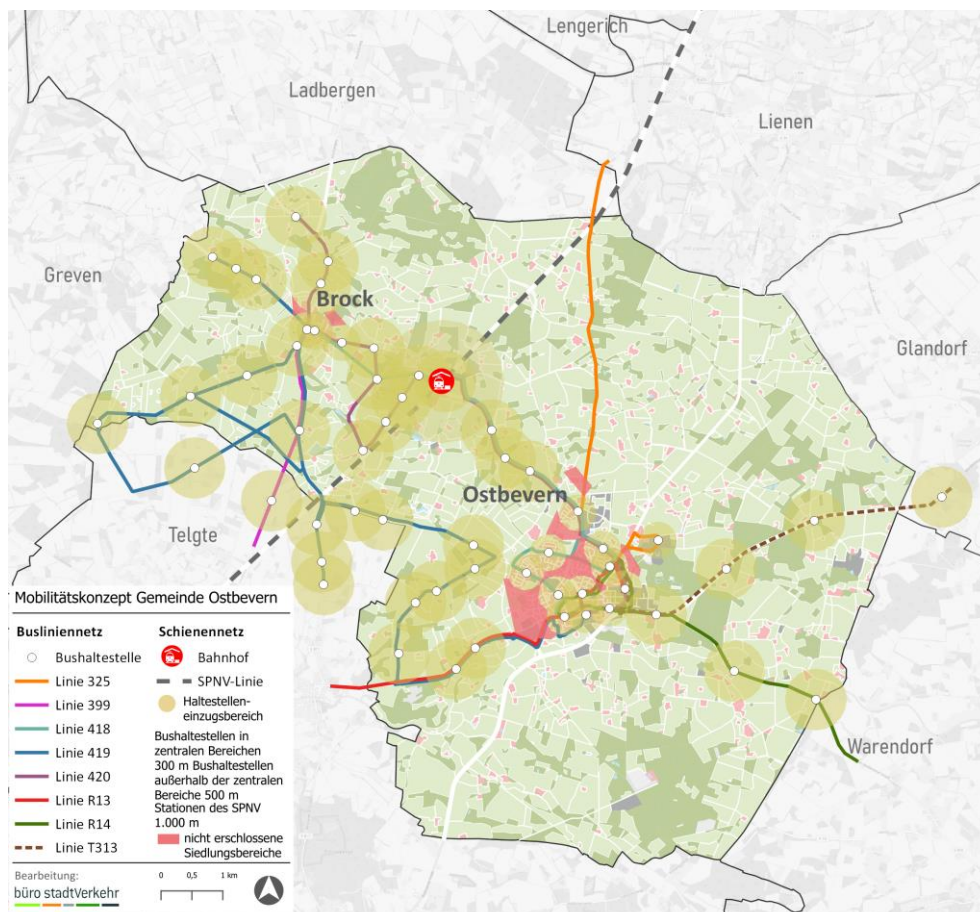 Lengerich
Ladbergen
Lienen
Greven
Brock
Glandorf
Ostbevern
Telgte
Warendorf
Mobilitätskonzept Gemeinde Ostbevern
Busliniennetz
Bushaltestelle
Linie 325
Linie 399
Linie 418
Linie 419
Linie 420
Linie R13
Linie R14
Linie T313
Schienennetz
Bahnhof
SPNV-Linie
Haltestellen-
einzugsbereich
Bushaltestellen in
zentralen Bereichen
300 m Bushaltestellen
außerhalb der zentralen
Bereiche 500 m
Stationen des SPNV
1.000 m
nicht erschlossene
Siedlungsbereiche
Bearbeitung:
büro stadtVerkehr
0 0,5 1 km